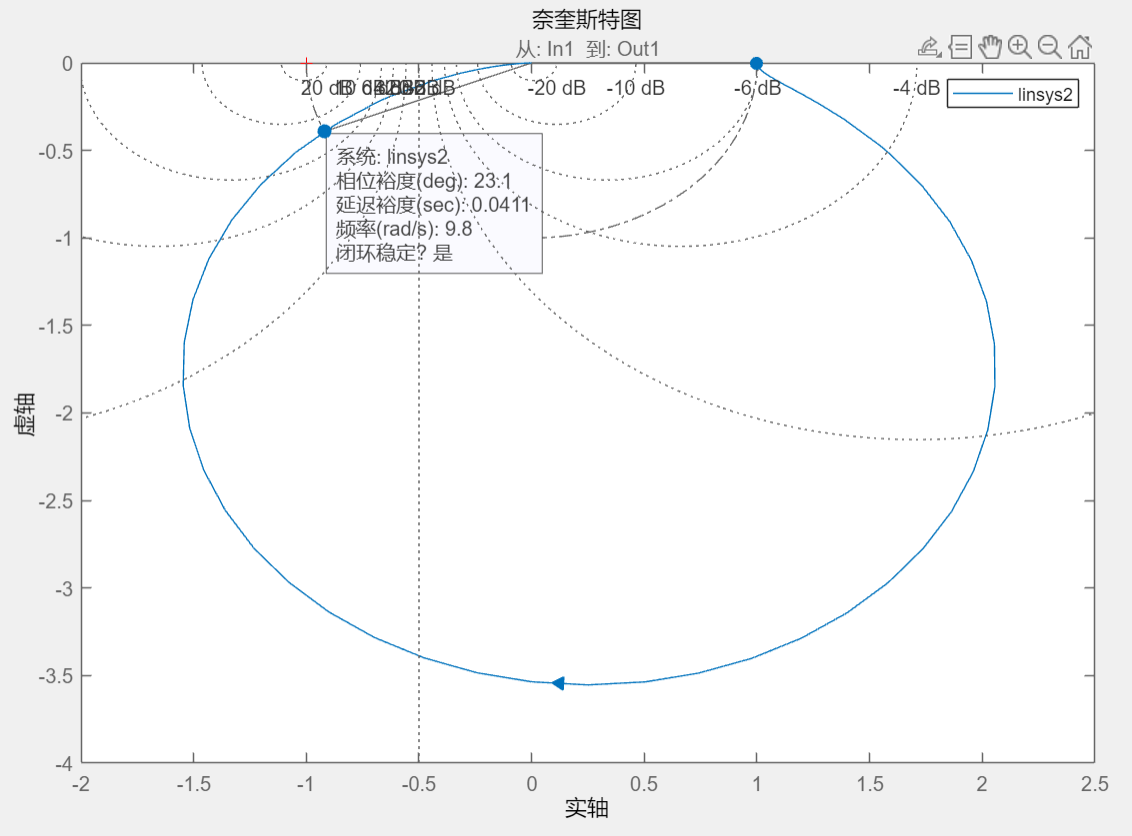 奈奎斯特图
从: In1 到: Out1
0
20 dB
-20 dB
-10 dB
-6 dB
-4 dB
linsys2
-0.5
系统: linsys2
相位裕度(deg): 23.1
延迟裕度(sec): 0.0411
频率(rad/s): 9.8
闭环稳定? 是
-1
-1.5
-2
-2.5
-3
-3.5
-4
虚轴
-2
-1.5
-1
-0.5
0
0.5
1
1.5
2
2.5
实轴